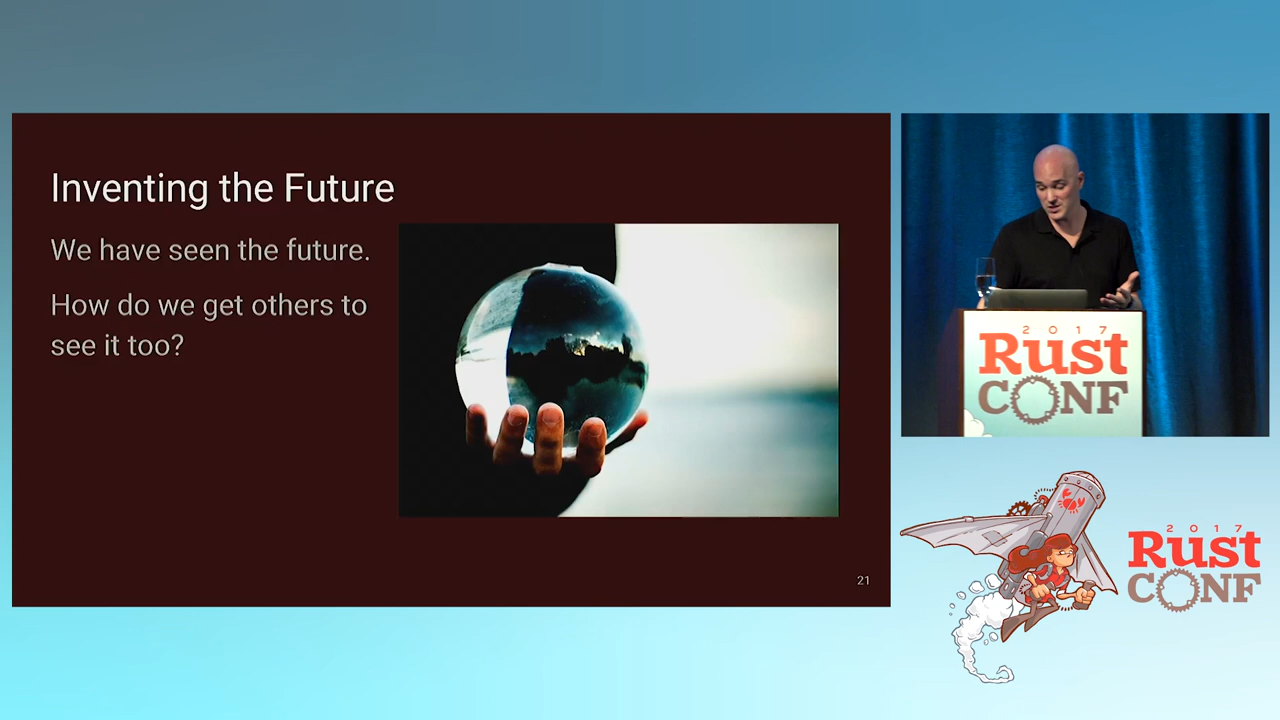 Inventing the Future
We have seen the future.
How do we get others to
see it too?
21
2017
Rust
CONF
2017
Rust
CONF